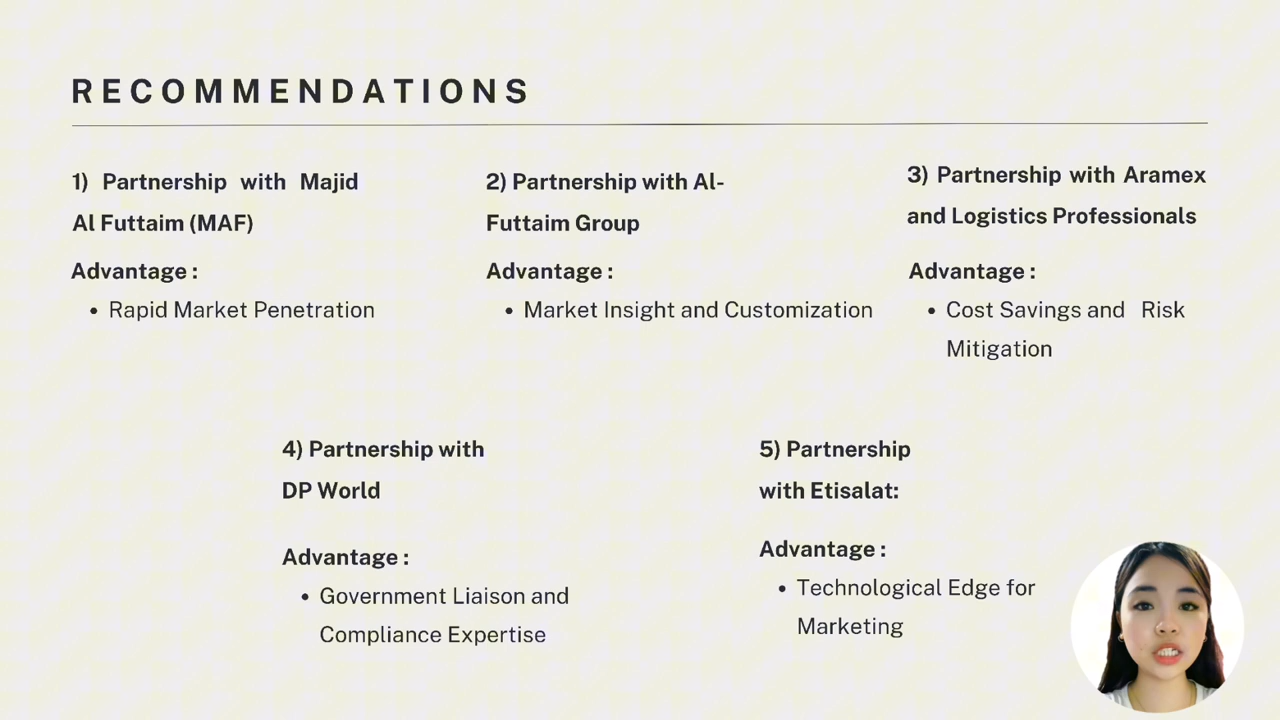 RECOMMENDATIONS
1) Partnership with Majid
Al Futtaim (MAF)
Advantage :
• Rapid Market Penetration
2) Partnership with Al-
Futtaim Group
Advantage :
• Market Insight and Customization
3) Partnership with Aramex
and Logistics Professionals
Advantage :
• Cost Savings and Risk
Mitigation
4) Partnership with
DP World
Advantage :
• Government Liaison and
Compliance Expertise
5) Partnership
with Etisalat:
Advantage :
• Technological Edge for
Marketing